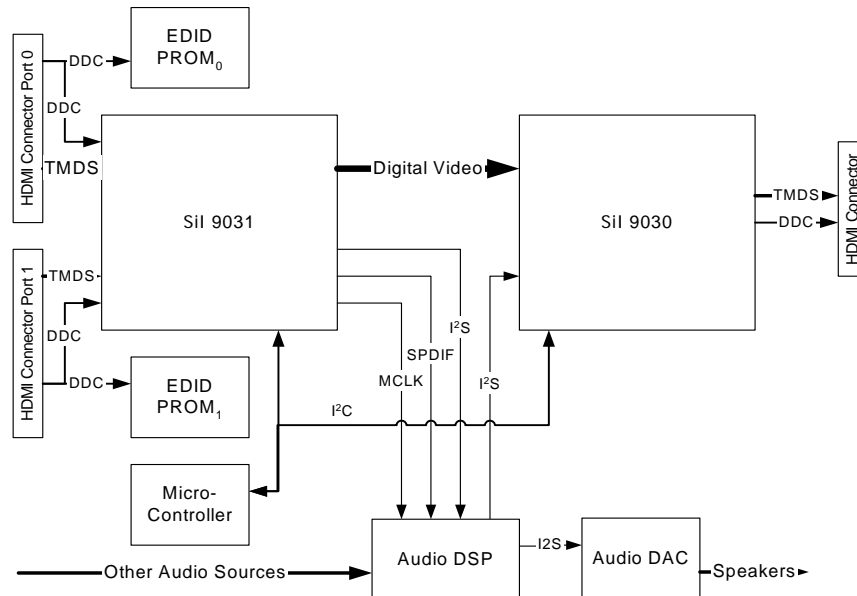 EDID
PROM₀
HDMI Connector Port 0
DDC
DDC
TMDS
SiI 9031
Digital Video
SiI 9030
TMDS
DDC
HDMI Connector
HDMI Connector Port 1
TMDS
DDC
DDC
EDID
PROM₁
I²S
SPDIF
MCLK
I²S
I²C
Micro-
Controller
Audio DSP
I2S
Audio DAC
Other Audio Sources
Speakers